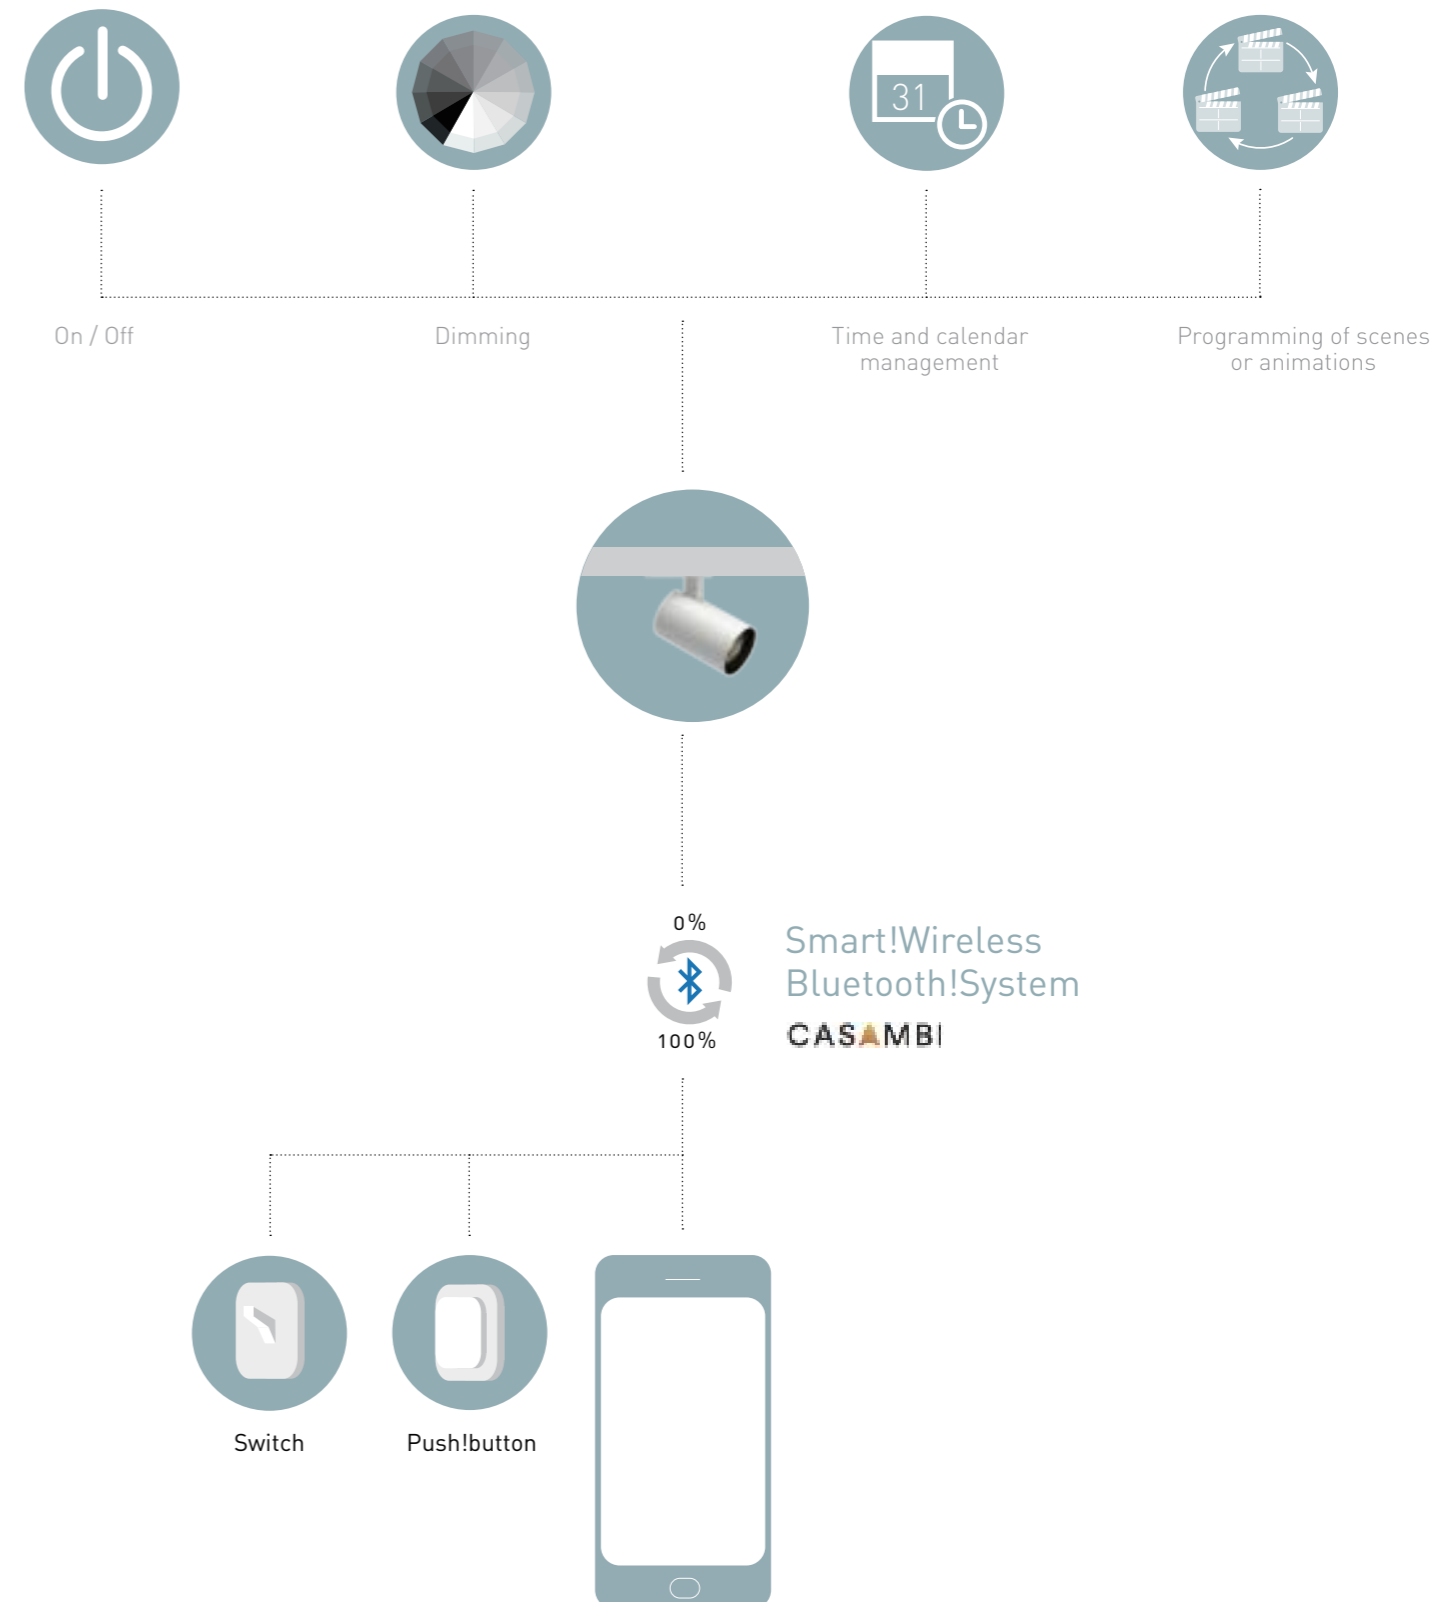 31
On / Off
Dimming
Time and calendar
management
Programming of scenes
or animations
0%
Smart!Wireless
Bluetooth!System
100%
CASAMBI
Switch
Push!button